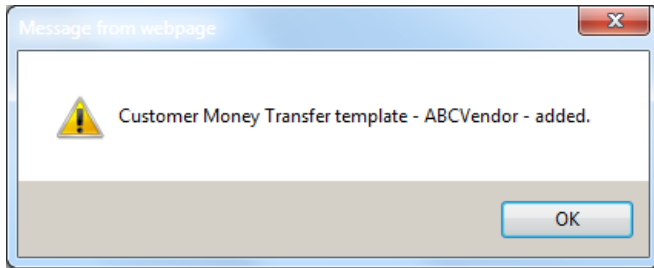 Message from webpage
Customer Money Transfer template - ABCVendor - added.
OK